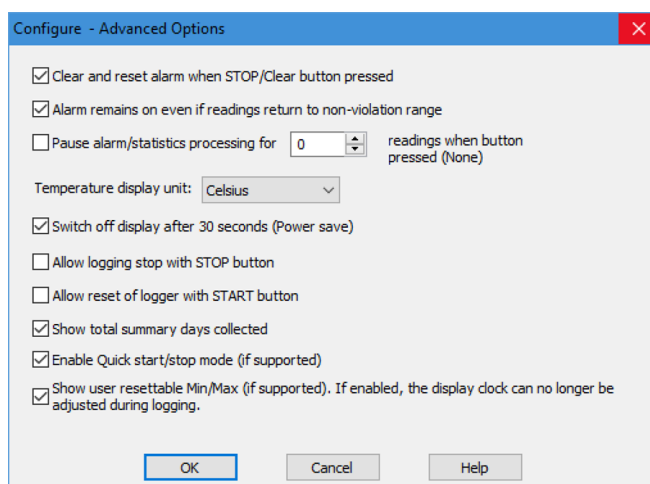 Configure - Advanced Options
Clear and reset alarm when STOP/Clear button pressed
Alarm remains on even if readings return to non-violation range
Pause alarm/statistics processing for 0 readings when button
pressed (None)
Temperature display unit: Celsius
Switch off display after 30 seconds (Power save)
Allow logging stop with STOP button
Allow reset of logger with START button
Show total summary days collected
Enable Quick start/stop mode (if supported)
Show user resettable Min/Max (if supported). If enabled, the display clock can no longer be
adjusted during logging.
OK Cancel Help